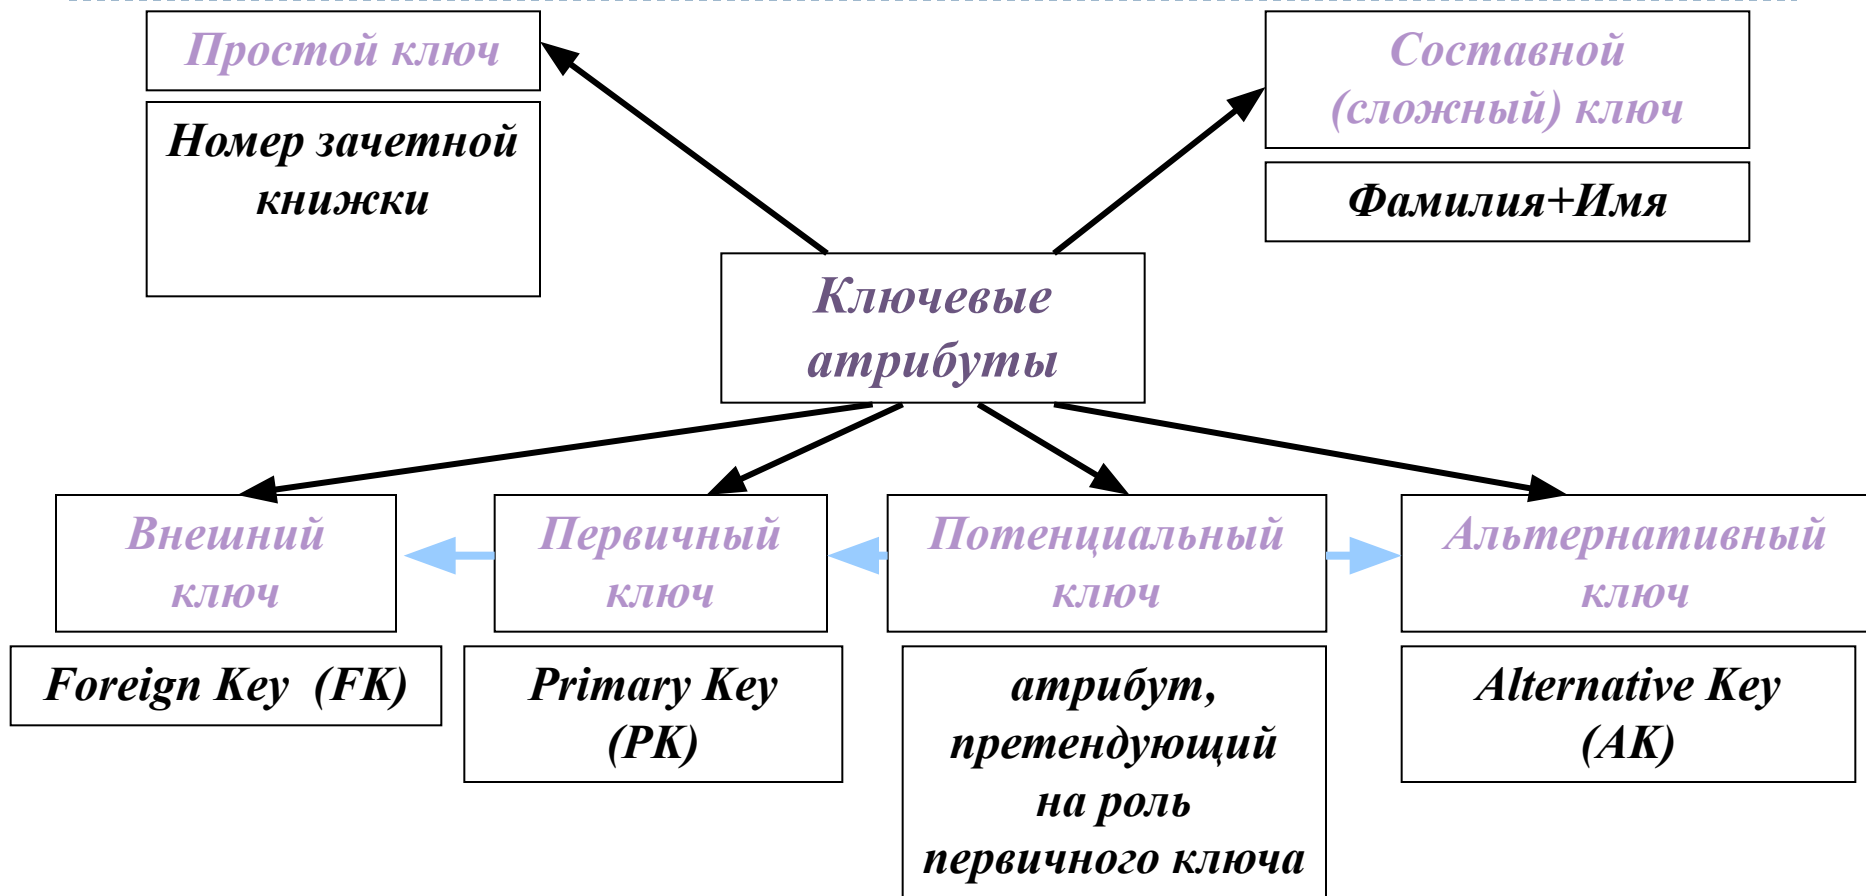 Простой ключ
Номер зачетной
книжки
Составной
(сложный) ключ
Фамилия+Имя
Ключевые
атрибуты
Внешний
ключ
Foreign Key (FK)
Первичный
ключ
Primary Key
(PK)
Потенциальный
ключ
атрибут,
претендующий
на роль
первичного ключа
Альтернативный
ключ
Alternative Key
(AK)